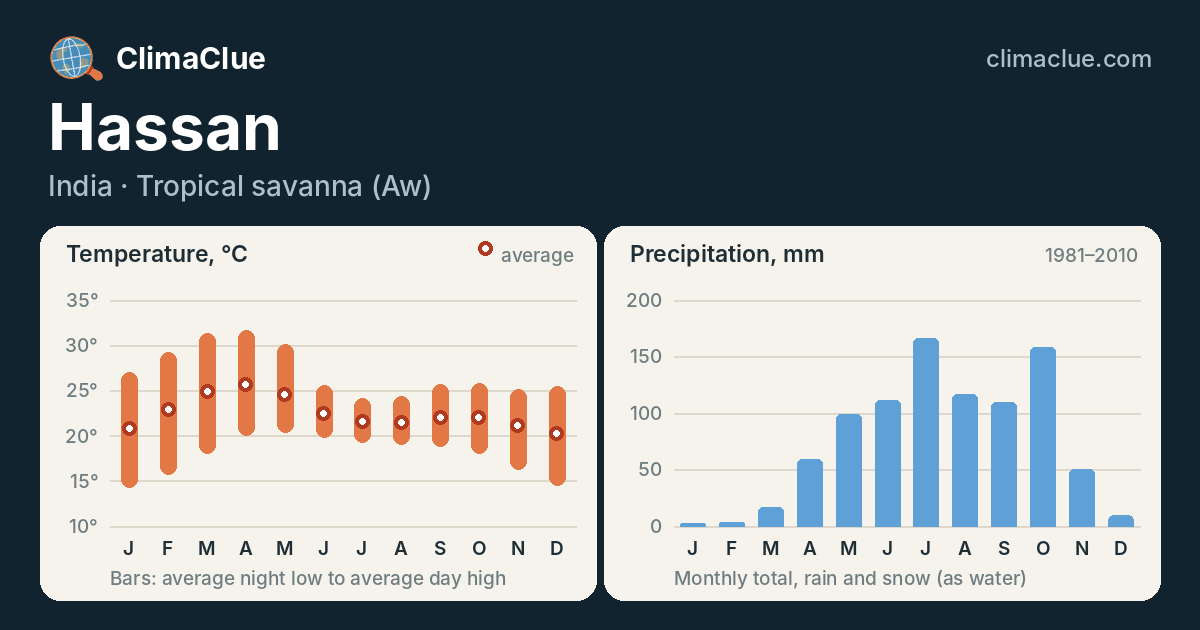 ClimaClue
climaclue.com
Hassan
India · Tropical savanna (Aw)
Temperature, °C
average
35°
30°
25°
20°
15°
10°
J F M A M J J A S O N D
Bars: average night low to average day high
Precipitation, mm
1981–2010
200
150
100
50
0
J F M A M J J A S O N D
Monthly total, rain and snow (as water)